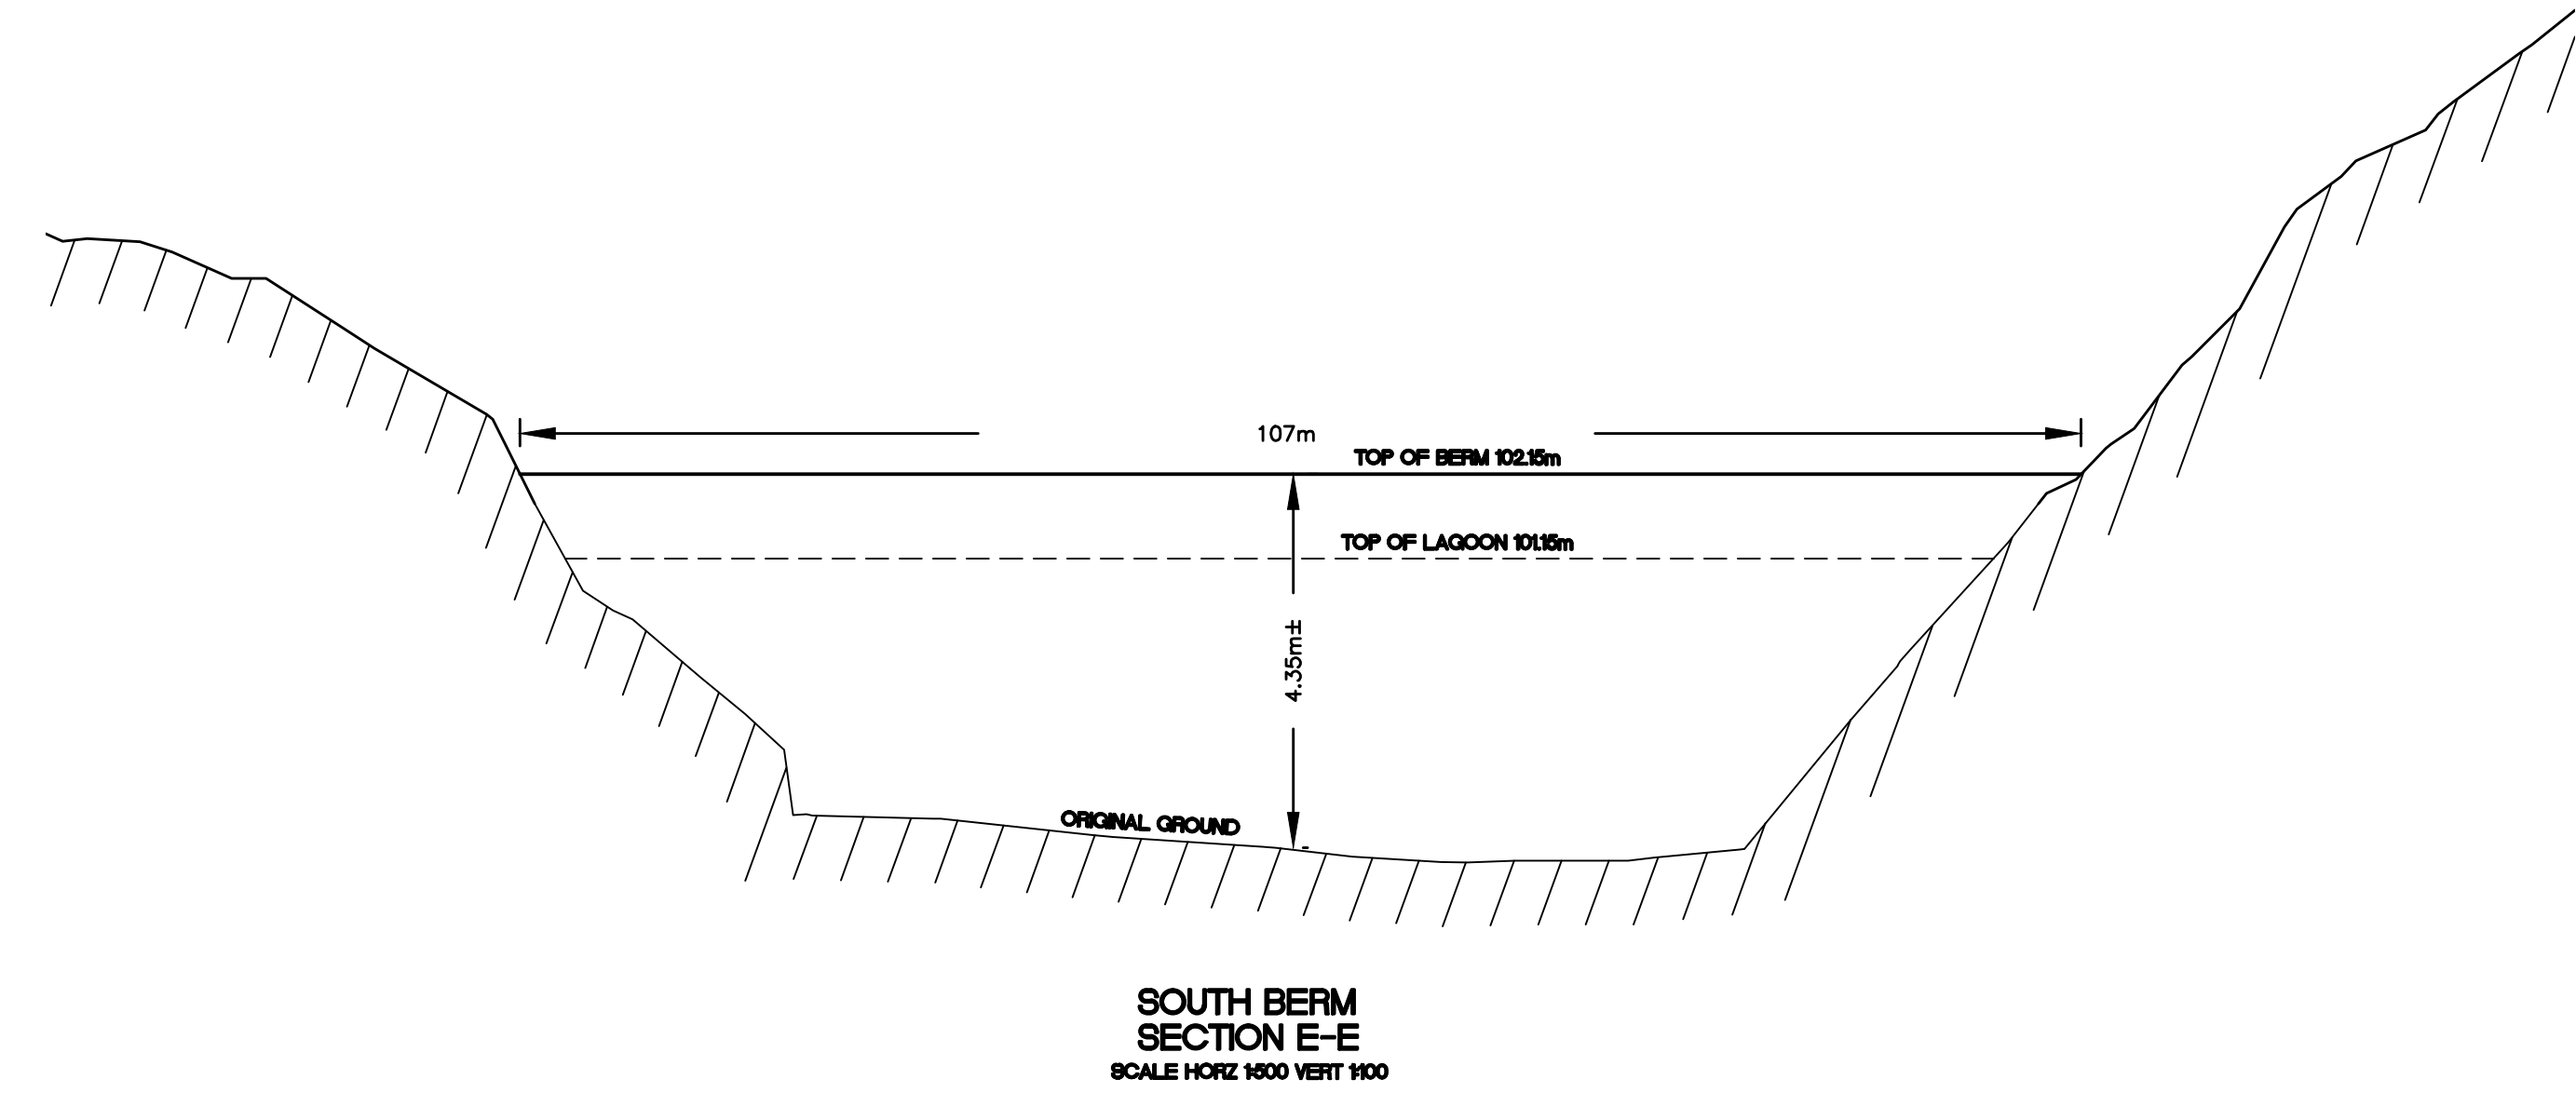 107m
TOP OF BERM 102.15m
TOP OF LAGOON 101.15m
4.35m±
ORIGINAL GROUND
SOUTH BERM
SECTION E-E
SCALE HORZ 1:500 VERT 1:100